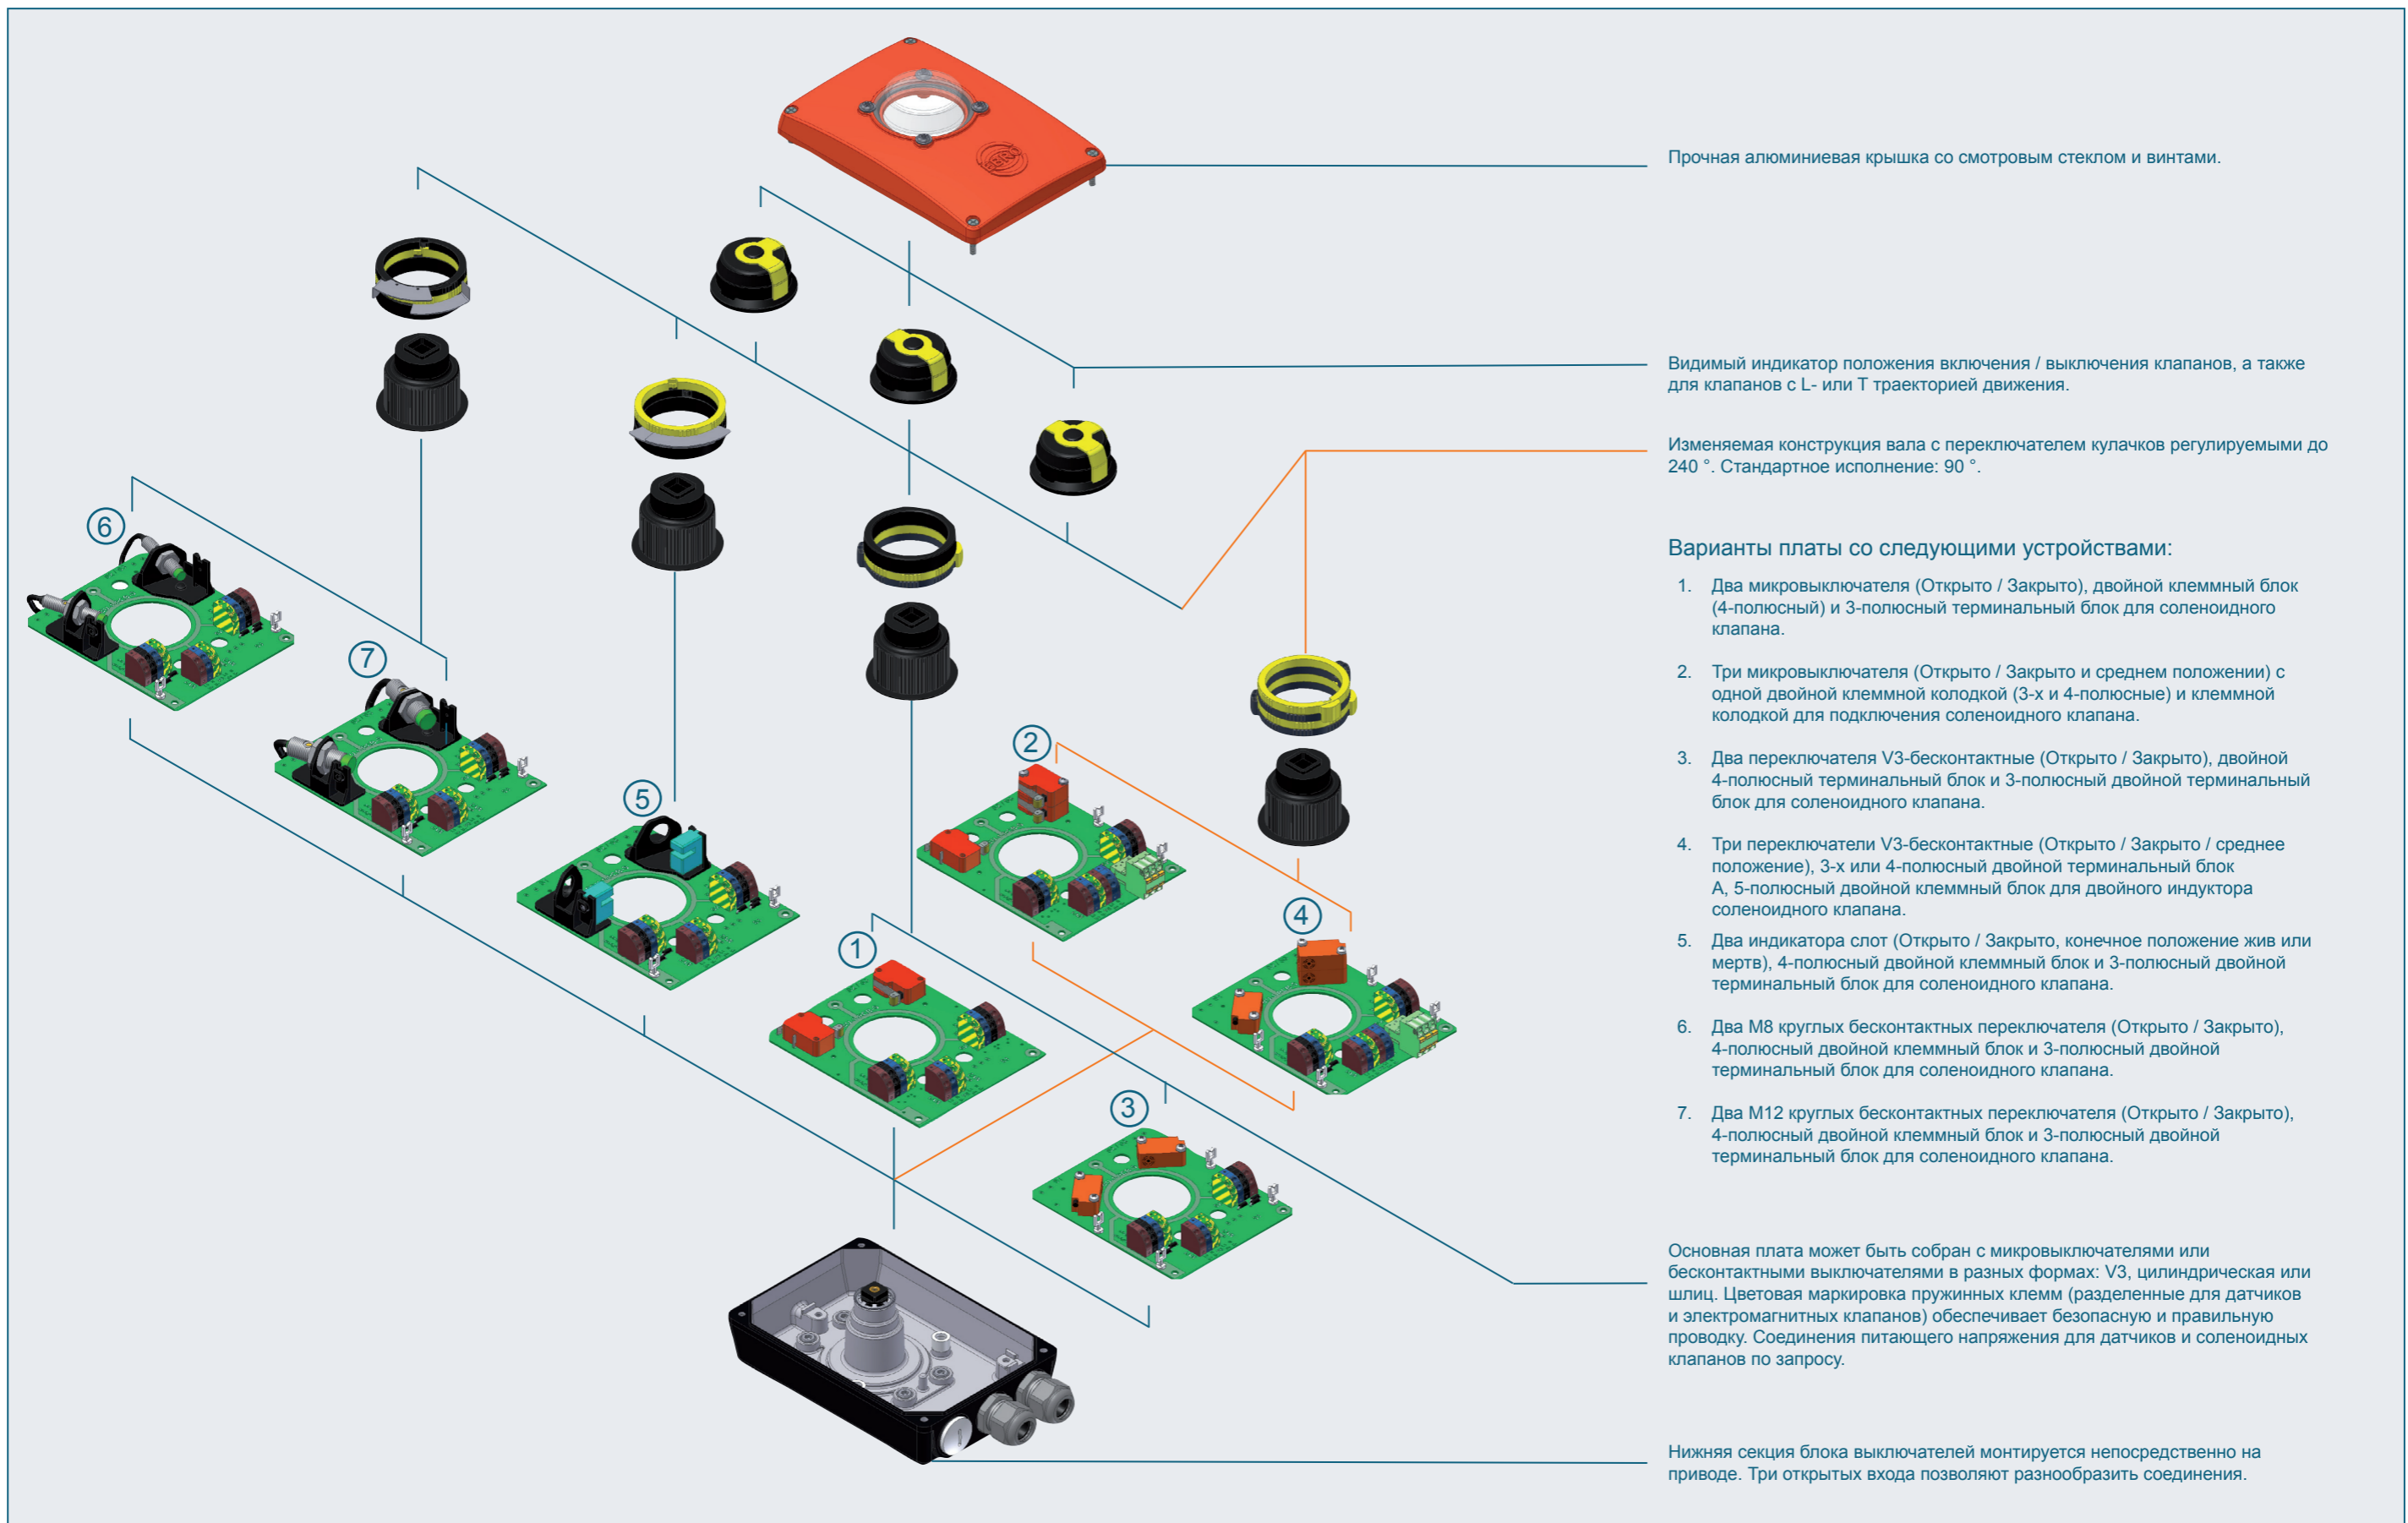 Прочная алюминиевая крышка со смотровым стеклом и винтами.
Видимый индикатор положения включения / выключения клапанов, а также
для клапанов с L- или Т траекторией движения.
Изменяемая конструкция вала с переключателем кулачков регулируемыми до
240 °. Стандартное исполнение: 90 °.
Варианты платы со следующими устройствами:
1. Два микровыключателя (Открыто / Закрыто), двойной клеммный блок
(4-полюсный) и 3-полюсный терминальный блок для соленоидного
клапана.
2. Три микровыключателя (Открыто / Закрыто и среднем положении) с
одной двойной клеммной колодкой (3-х и 4-полюсные) и клеммной
колодкой для подключения соленоидного клапана.
3. Два переключателя V3-бесконтактные (Открыто / Закрыто), двойной
4-полюсный терминальный блок и 3-полюсный двойной терминальный
блок для соленоидного клапана.
4. Три переключатели V3-бесконтактные (Открыто / Закрыто / среднее
положение), 3-х или 4-полюсный двойной терминальный блок
А, 5-полюсный двойной клеммный блок для двойного индуктора
соленоидного клапана.
5. Два индикатора слот (Открыто / Закрыто, конечное положение жив или
мертв), 4-полюсный двойной клеммный блок и 3-полюсный двойной
терминальный блок для соленоидного клапана.
6. Два М8 круглых бесконтактных переключателя (Открыто / Закрыто),
4-полюсный двойной клеммный блок и 3-полюсный двойной
терминальный блок для соленоидного клапана.
7. Два М12 круглых бесконтактных переключателя (Открыто / Закрыто),
4-полюсный двойной клеммный блок и 3-полюсный двойной
терминальный блок для соленоидного клапана.
Основная плата может быть собран с микровыключателями или
бесконтактными выключателями в разных формах: V3, цилиндрическая или
шлиц. Цветовая маркировка пружинных клемм (разделенные для датчиков
и электромагнитных клапанов) обеспечивает безопасную и правильную
проводку. Соединения питающего напряжения для датчиков и соленоидных
клапанов по запросу.
Нижняя секция блока выключателей монтируется непосредственно на
приводе. Три открытых входа позволяют разнообразить соединения.
6
7
5
2
1
4
3